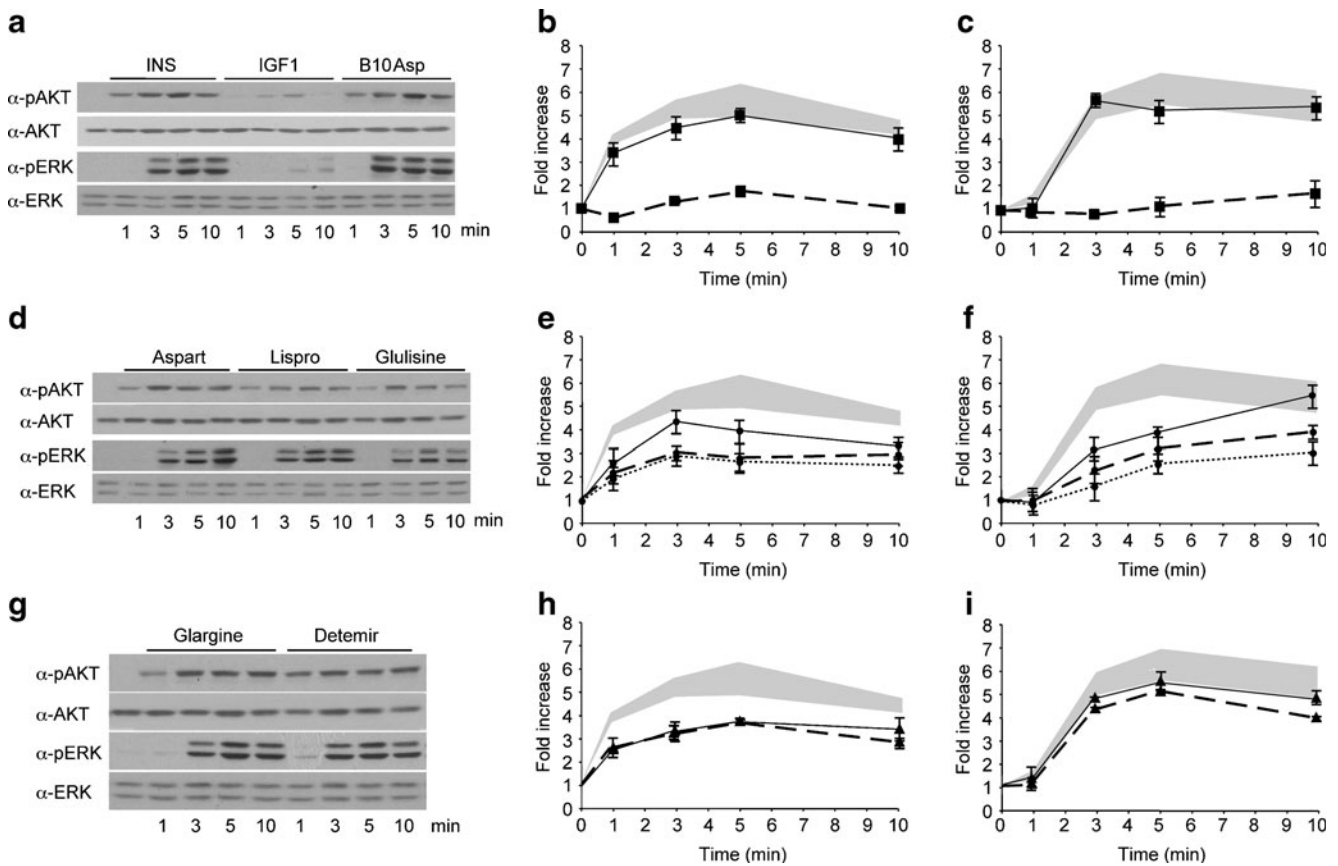 a
INS IGF1 B10Asp
α-pAKT
α-AKT
α-pERK
α-ERK
1 3 5 10 1 3 5 10 1 3 5 10 min
b
Fold increase
8
7
6
5
4
3
2
1
0
0 1 2 3 4 5 6 7 8 9 10
Time (min)
c
Fold increase
8
7
6
5
4
3
2
1
0
0 1 2 3 4 5 6 7 8 9 10
Time (min)
d
Aspart Lispro Glulisine
α-pAKT
α-AKT
α-pERK
α-ERK
1 3 5 10 1 3 5 10 1 3 5 10 min
e
Fold increase
8
7
6
5
4
3
2
1
0
0 1 2 3 4 5 6 7 8 9 10
Time (min)
f
Fold increase
8
7
6
5
4
3
2
1
0
0 1 2 3 4 5 6 7 8 9 10
Time (min)
g
Glargine Detemir
α-pAKT
α-AKT
α-pERK
α-ERK
1 3 5 10 1 3 5 10 min
h
Fold increase
8
7
6
5
4
3
2
1
0
0 1 2 3 4 5 6 7 8 9 10
Time (min)
i
Fold increase
8
7
6
5
4
3
2
1
0
0 1 2 3 4 5 6 7 8 9 10
Time (min)